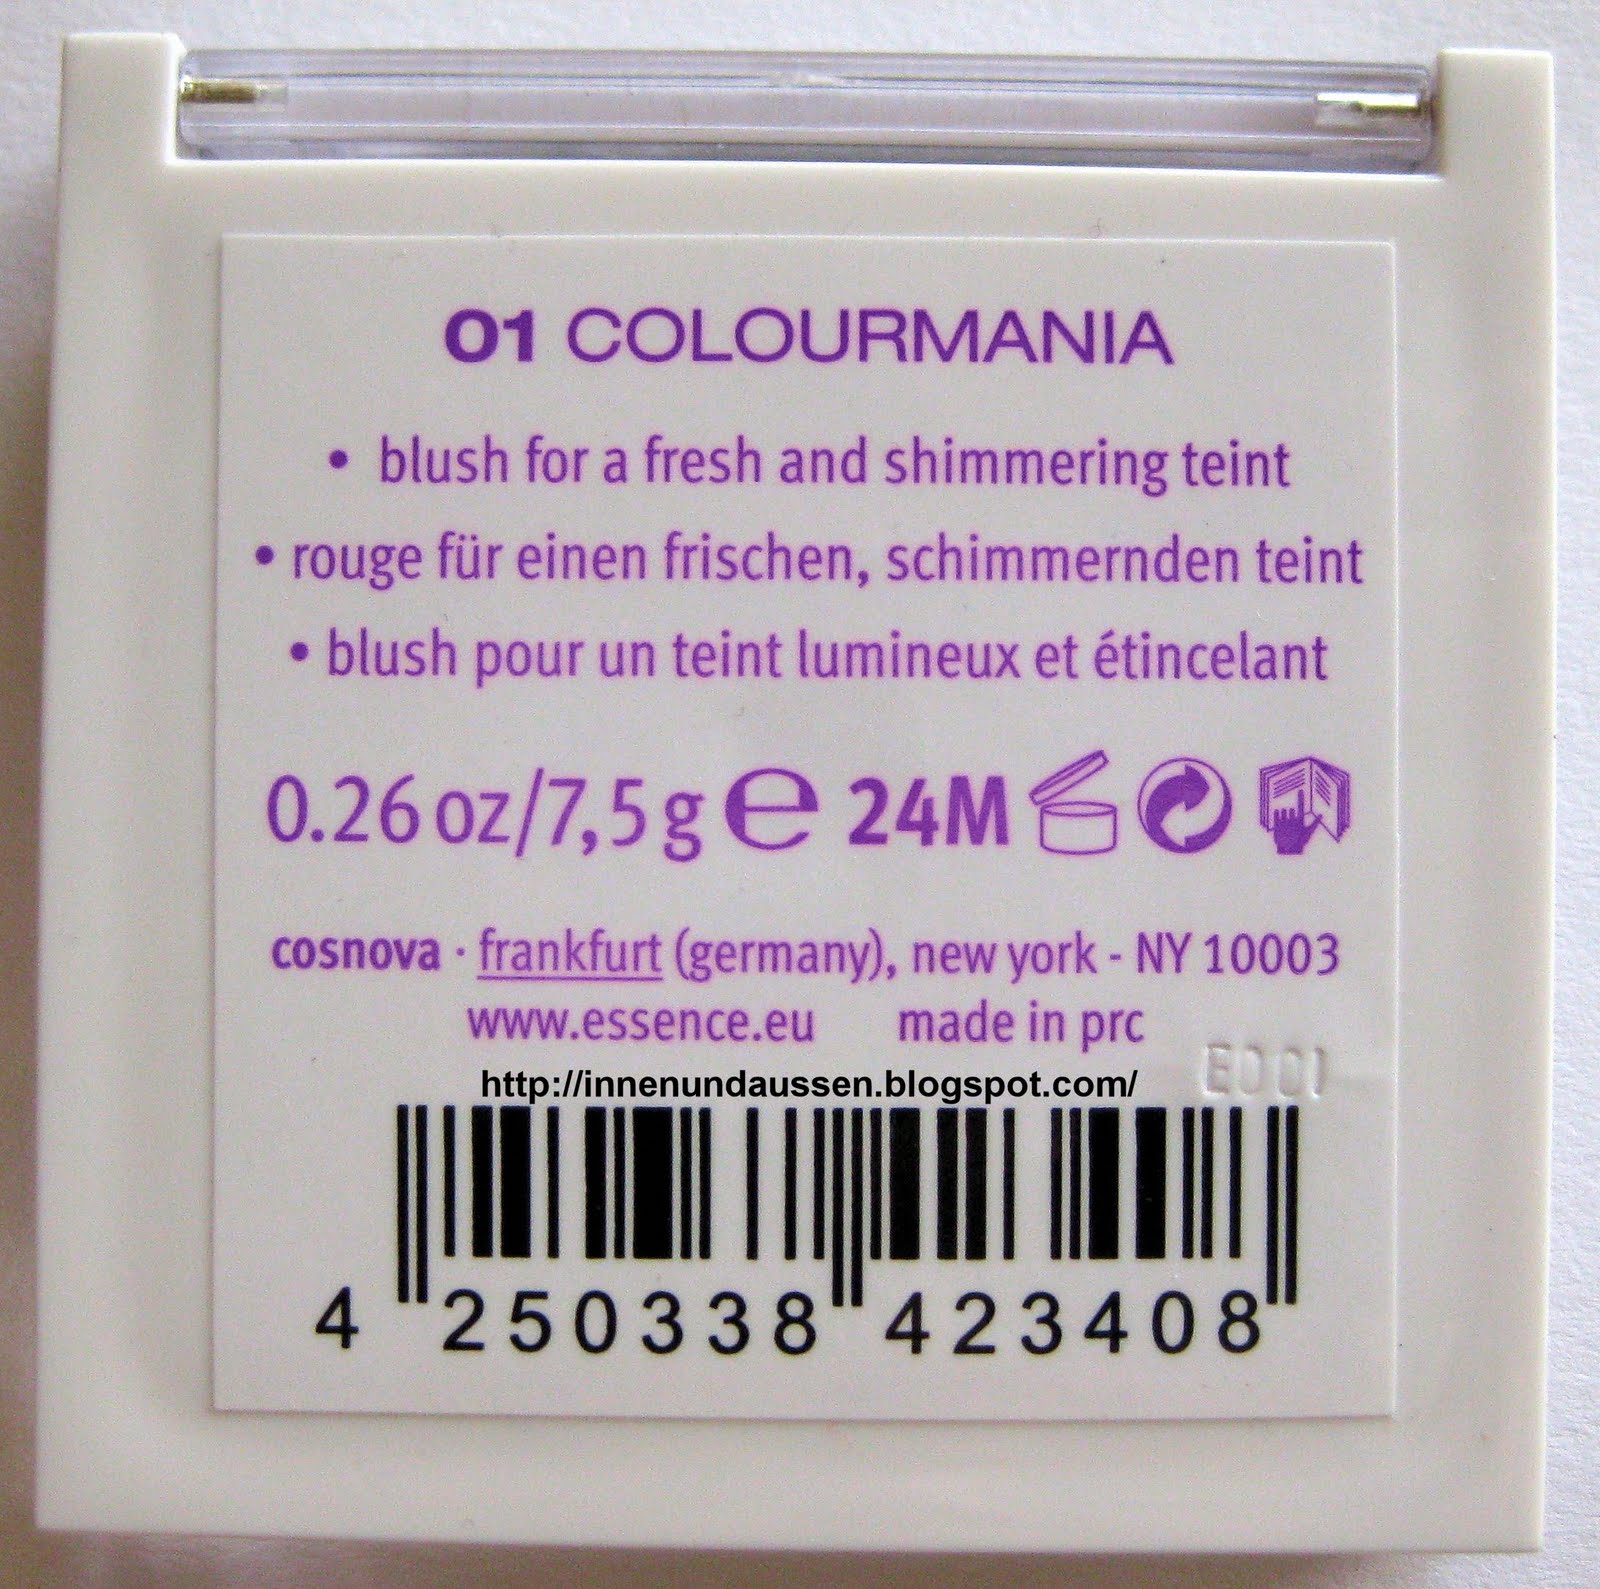 01 COLOURMANIA
• blush for a fresh and shimmering teint
• rouge für einen frischen, schimmernden teint
• blush pour un teint lumineux et étincelant
0.26 oz/7,5 g e 24M
cosnova · frankfurt (germany), new york - NY 10003
www.essence.eu made in prc
http://innenundaussen.blogspot.com/
4 250338 423408